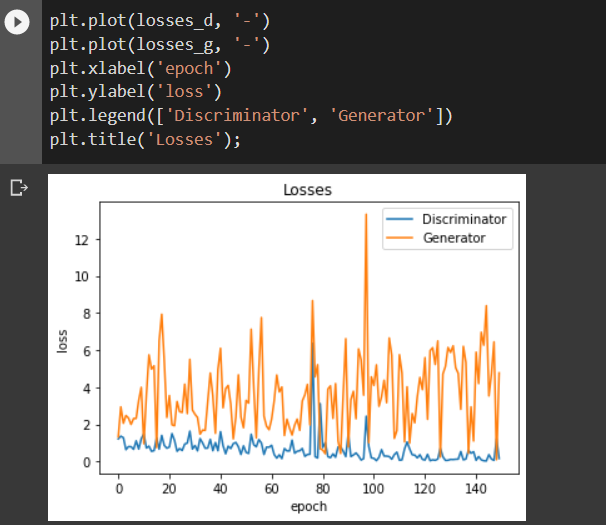 plt.plot(losses_d, '-')
plt.plot(losses_g, '-')
plt.xlabel('epoch')
plt.ylabel('loss')
plt.legend(['Discriminator', 'Generator'])
plt.title('Losses');
Losses
Discriminator
Generator
12
10
8
6
4
2
0
loss
0 20 40 60 80 100 120 140
epoch